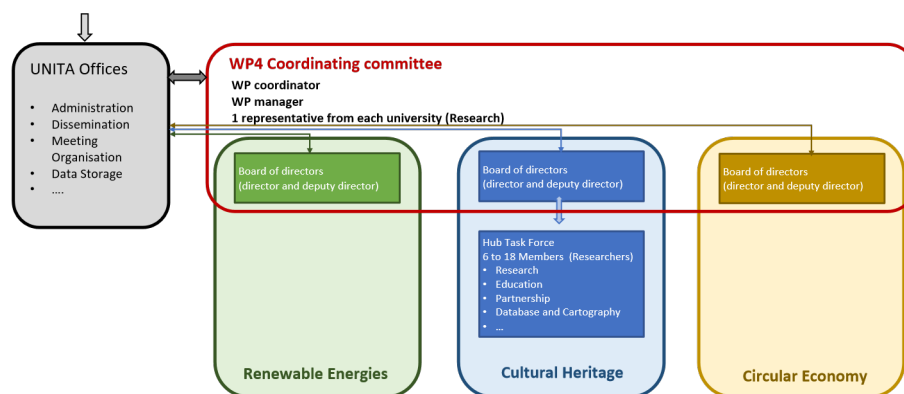 UNITA Offices
• Administration
• Dissemination
• Meeting
Organisation
• Data Storage
• ....
WP4 Coordinating committee
WP coordinator
WP manager
1 representative from each university (Research)
Board of directors
(director and deputy director)
Board of directors
(director and deputy director)
Board of directors
(director and deputy director)
Hub Task Force
6 to 18 Members (Researchers)
• Research
• Education
• Partnership
• Database and Cartography
• ...
Renewable Energies
Cultural Heritage
Circular Economy